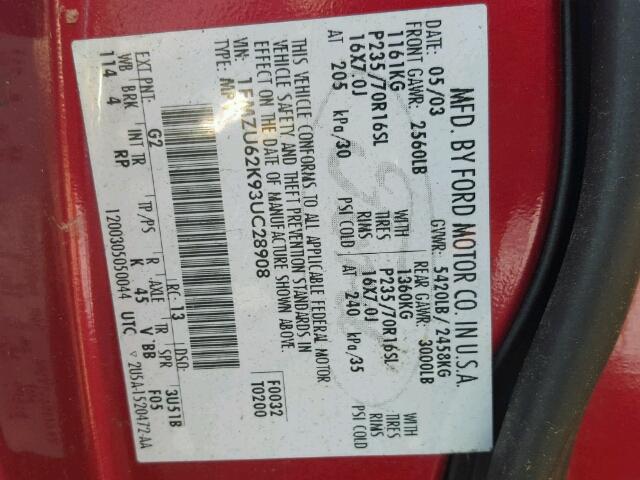 MFD. BY FORD MOTOR CO. IN U.S.A.
DATE: 05/03 GVWR: 5420LB/ 2458KG
FRONT GAWR: 2560LB REAR GAWR: 3000LB
1161KG WITH 1360KG WITH
P235/70R16SL TIRES P235/70R16SL TIRES
16X7.0J RIMS 16X7.0J RIMS
AT 205 kPa/30 PSI COLD AT 240 kPa/35 PSI COLD
THIS VEHICLE CONFORMS TO ALL APPLICABLE FEDERAL MOTOR
VEHICLE SAFETY AND THEFT PREVENTION STANDARDS IN
EFFECT ON THE DATE OF MANUFACTURE SHOWN ABOVE.
VIN: 1FMZU62K93UC28908 F0032
TYPE: T0200
EXT PNT: G2 RC: 13 DSO: 3U51B
WB BRK INT TR TP/PS R AXLE TR SPR F05
114 4 RP K 45 V BB
1200305050044 UTC ▽ 2U5A-1520472-AA